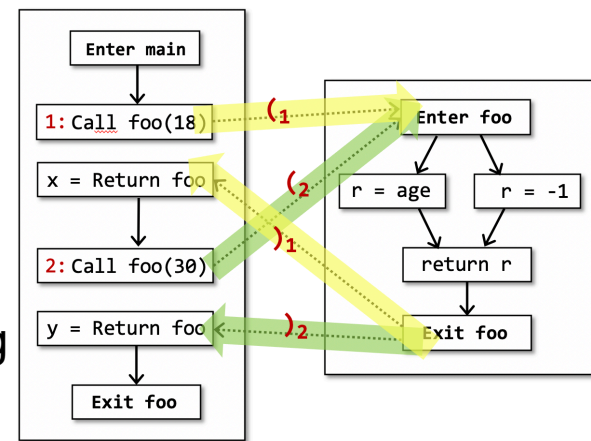 Enter main
1: Call foo(18)
x = Return foo
2: Call foo(30)
y = Return foo
Exit foo
(1
(2
)1
)2
Enter foo
r = age
r = -1
return r
Exit foo
g